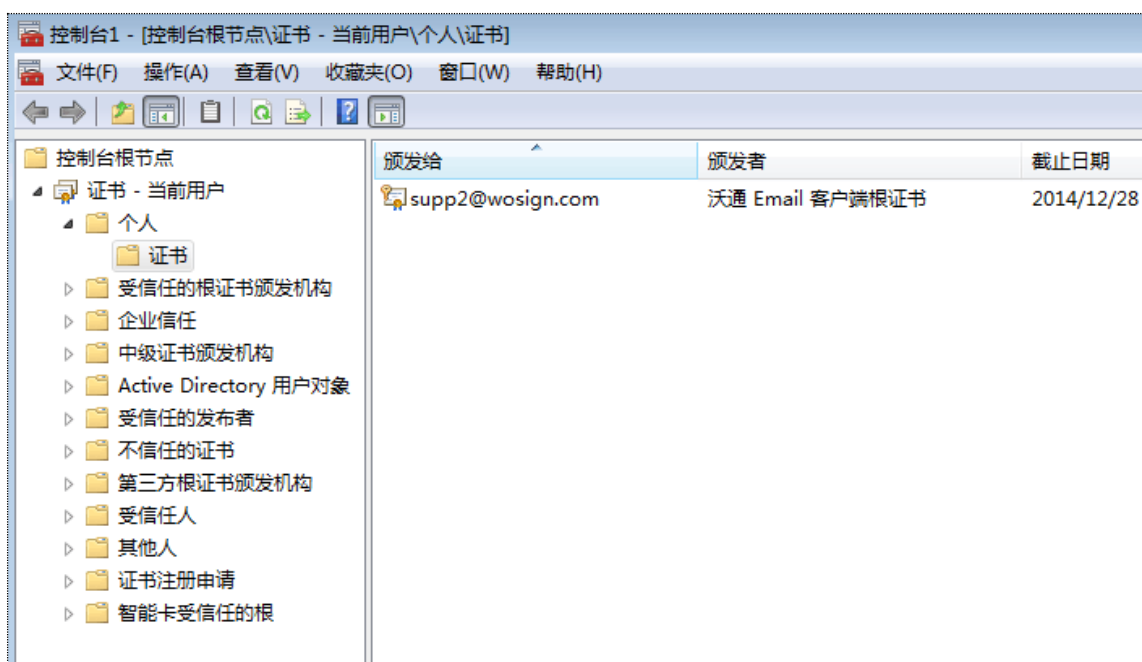 控制台1 - [控制台根节点\证书 - 当前用户\个人\证书]
文件(F) 操作(A) 查看(V) 收藏夹(O) 窗口(W) 帮助(H)
控制台根节点
证书 - 当前用户
个人
证书
受信任的根证书颁发机构
企业信任
中级证书颁发机构
Active Directory 用户对象
受信任的发布者
不信任的证书
第三方根证书颁发机构
受信任人
其他人
证书注册申请
智能卡受信任的根
颁发给 颁发者 截止日期
supp2@wosign.com 沃通 Email 客户端根证书 2014/12/28